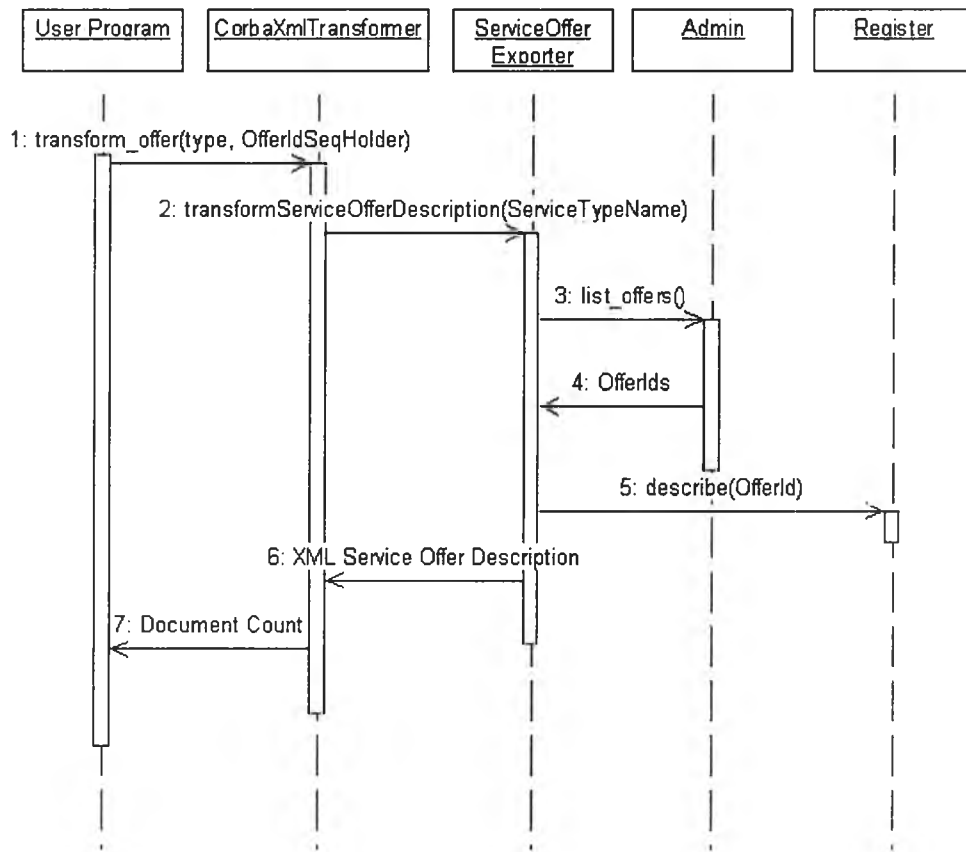 User Program
CorbaXmlTransformer
ServiceOffer
Exporter
Admin
Register
1: transform_offer(type, OfferIdSeqHolder)
2: transformServiceOfferDescription(ServiceTypeName)
3: list_offers()
4: OfferIds
5: describe(OfferId)
6: XML Service Offer Description
7: Document Count